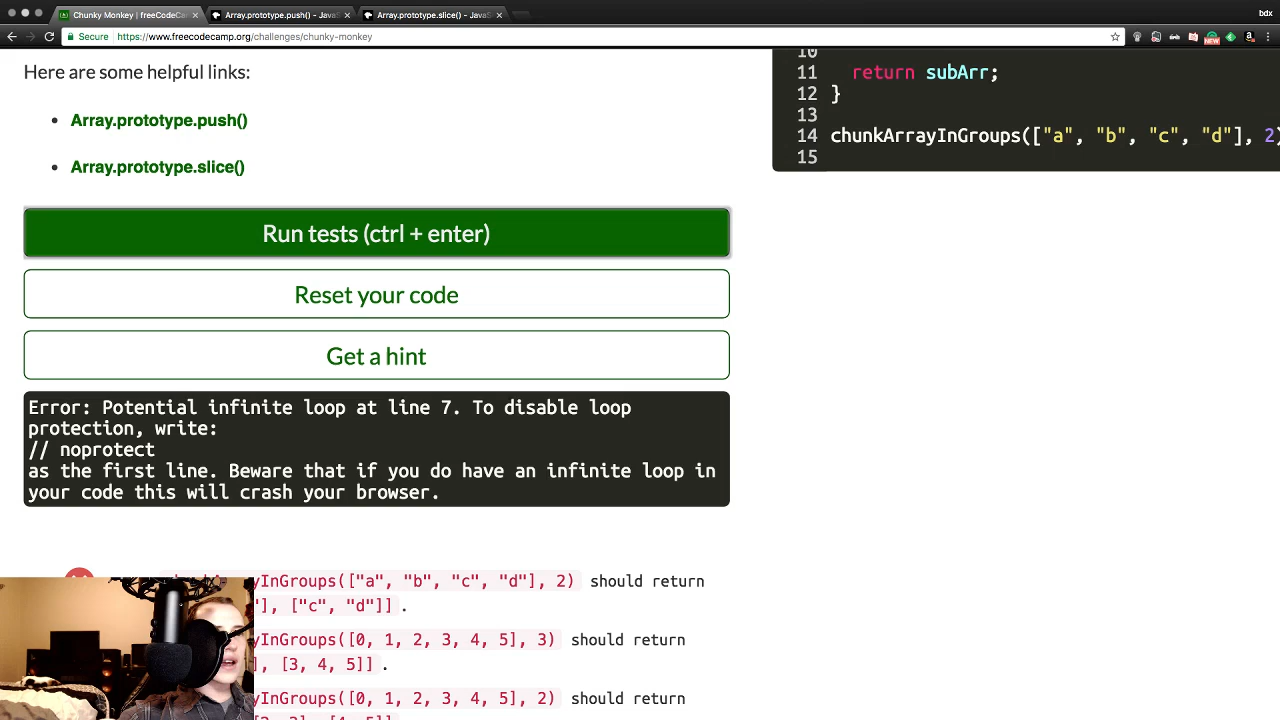 Chunky Monkey | freeCodeCa
Array.prototype.push() - JavaS
Array.prototype.slice() - JavaS
bdx
Secure
https://www.freecodecamp.org/challenges/chunky-monkey
NEW
Here are some helpful links:
Array.prototype.push()
Array.prototype.slice()
Run tests (ctrl + enter)
Reset your code
Get a hint
Error: Potential infinite loop at line 7. To disable loop
protection, write:
// noprotect
as the first line. Beware that if you do have an infinite loop in
your code this will crash your browser.
InGroups(["a", "b", "c", "d"], 2) should return
"], ["c", "d"]] .
yInGroups([0, 1, 2, 3, 4, 5], 3) should return
], [3, 4, 5]] .
yInGroups([0, 1, 2, 3, 4, 5], 2) should return
10
11 return subArr;
12 }
13
14 chunkArrayInGroups(["a", "b", "c", "d"], 2)
15